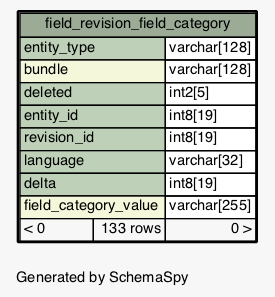 field_revision_field_category
entity_type varchar[128]
bundle varchar[128]
deleted int2[5]
entity_id int8[19]
revision_id int8[19]
language varchar[32]
delta int8[19]
field_category_value varchar[255]
< 0 133 rows 0 >
Generated by SchemaSpy